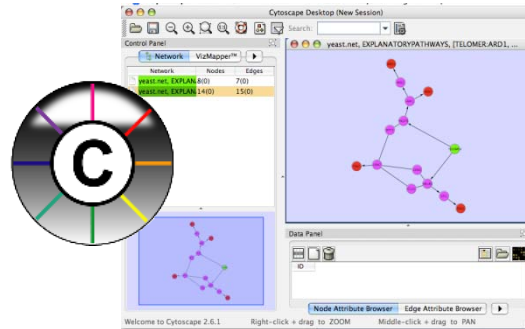 Cytoscape Desktop (New Session)
Search:
Control Panel
Network VizMapper™
Network Nodes Edges
yeast.net, EXPLAN 8(0) 7(0)
yeast.net, EXPLAN 14(0) 15(0)
yeast.net, EXPLANATORYPATHWAYS, [TELOMER:ARD1, ...
C
Data Panel
ID
Node Attribute Browser Edge Attribute Browser
Welcome to Cytoscape 2.6.1 Right-click + drag to ZOOM Middle-click + drag to PAN